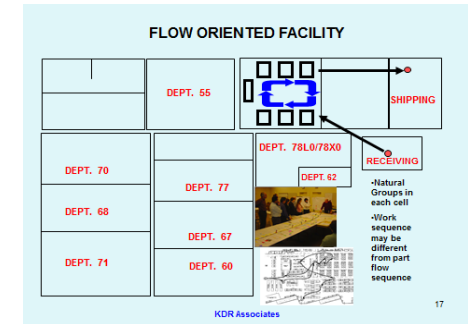 FLOW ORIENTED FACILITY
DEPT. 55
SHIPPING
DEPT. 78L0/78X0
RECEIVING
DEPT. 70
DEPT. 62
DEPT. 77
•Natural
Groups in
each cell
DEPT. 68
•Work
sequence
may be
different
from part
flow
sequence
DEPT. 67
DEPT. 71
DEPT. 60
17
KDR Associates